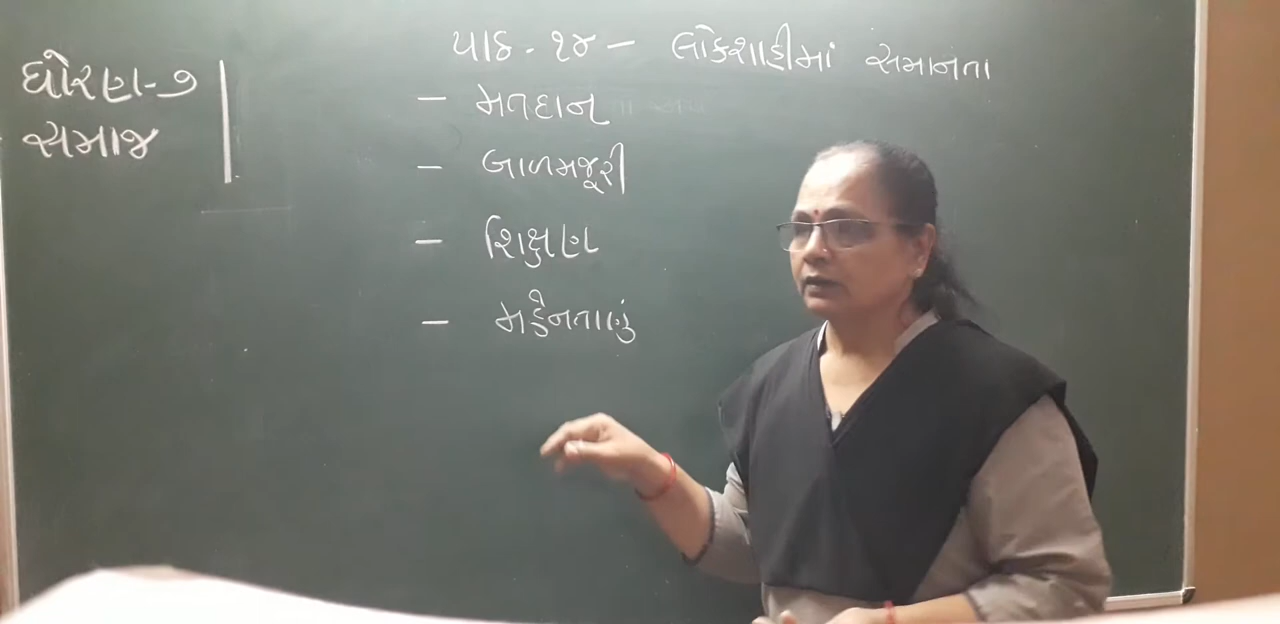 ધોરણ-૭
સમાજ
પાઠ - ૧૪ - લોકશાહીમાં સમાનતા
- મતદાન
- બાળમજૂરી
- શિક્ષણ
- મહેનતાણું